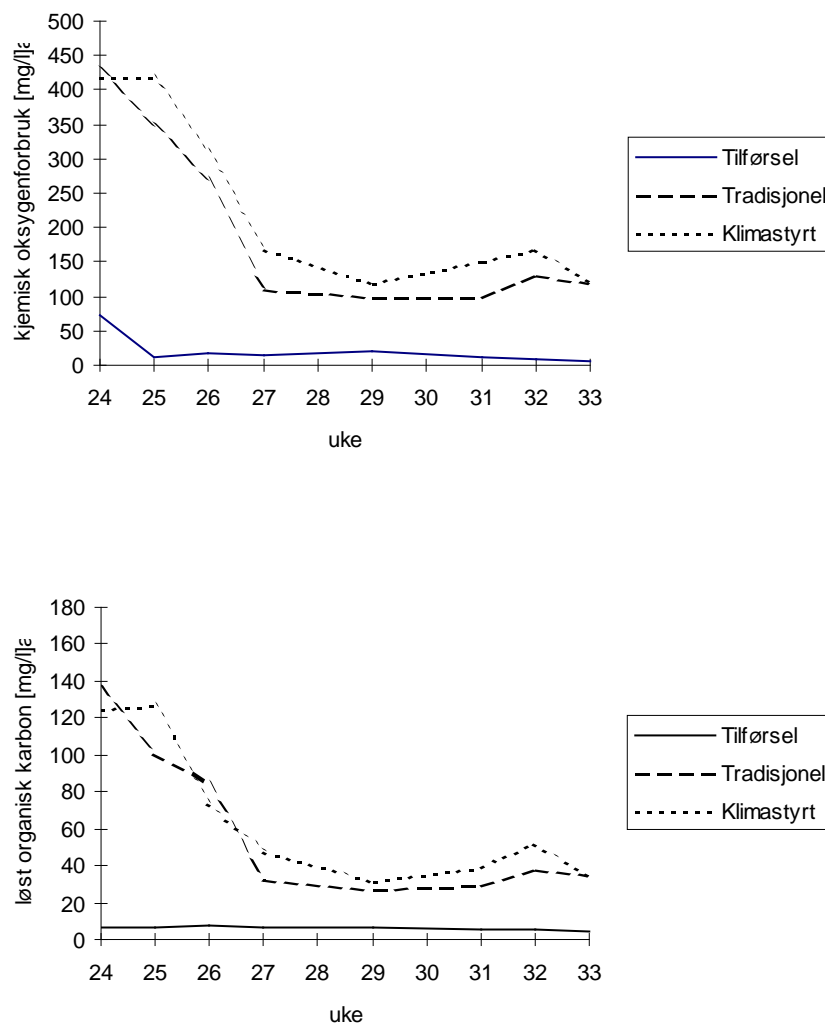 kjemisk oksygenforbruk [mg/l]
500
450
400
350
300
250
200
150
100
50
0
24 25 26 27 28 29 30 31 32 33
uke
Tilførsel
Tradisjonel
Klimastyrt
løst organisk karbon [mg/l]
180
160
140
120
100
80
60
40
20
0
24 25 26 27 28 29 30 31 32 33
uke
Tilførsel
Tradisjonel
Klimastyrt